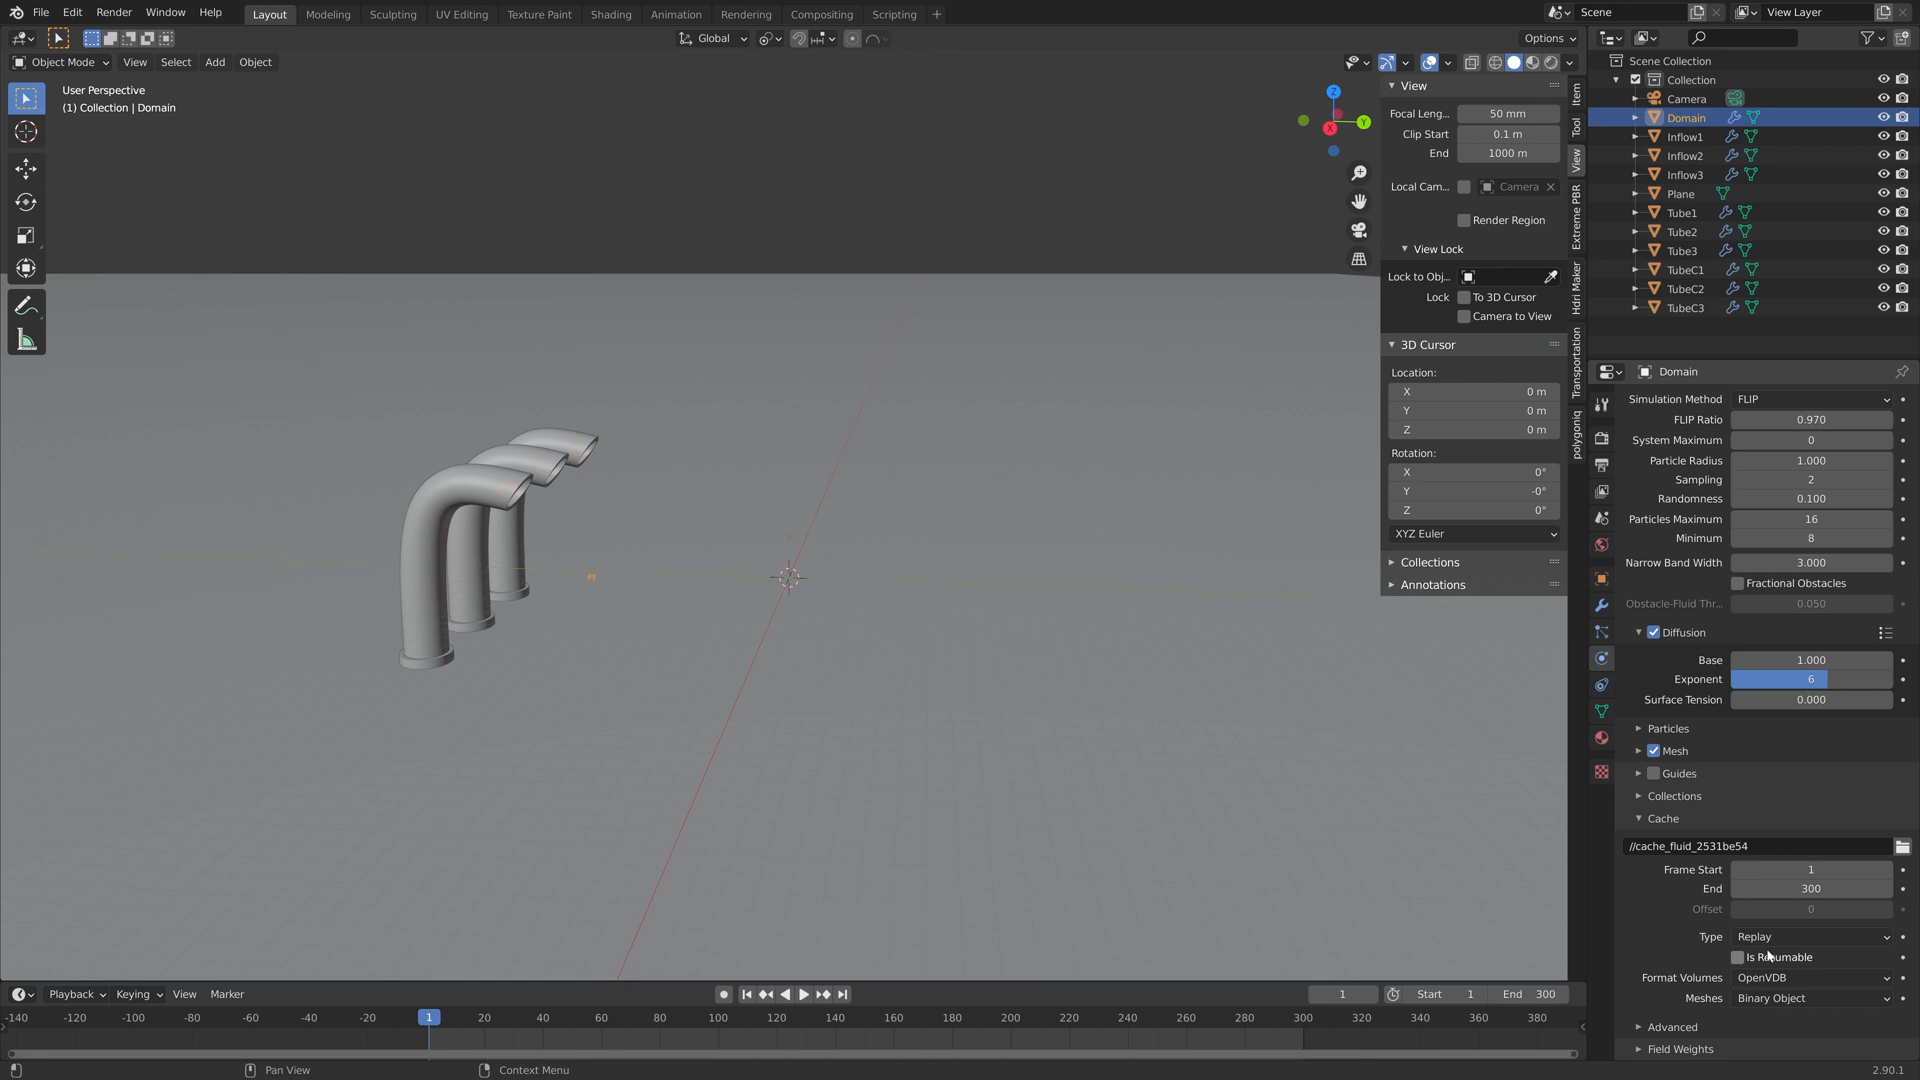 File Edit Render Window Help Layout Modeling Sculpting UV Editing Texture Paint Shading Animation Rendering Compositing Scripting + Scene View Layer
Global Options
Object Mode View Select Add Object
User Perspective
(1) Collection | Domain
Z
Y
X
View
Focal Leng... 50 mm
Clip Start 0.1 m
End 1000 m
Local Cam... Camera
Render Region
View Lock
Lock to Obj...
Lock To 3D Cursor
Camera to View
3D Cursor
Location:
X 0 m
Y 0 m
Z 0 m
Rotation:
X 0°
Y -0°
Z 0°
XYZ Euler
Collections
Annotations
Item
Tool
View
Extreme PBR
Hdri Maker
Transportation
polygoniq
Scene Collection
Collection
Camera
Domain
Inflow1
Inflow2
Inflow3
Plane
Tube1
Tube2
Tube3
TubeC1
TubeC2
TubeC3
Domain
Simulation Method FLIP
FLIP Ratio 0.970
System Maximum 0
Particle Radius 1.000
Sampling 2
Randomness 0.100
Particles Maximum 16
Minimum 8
Narrow Band Width 3.000
Fractional Obstacles
Obstacle-Fluid Thr... 0.050
Diffusion
Base 1.000
Exponent 6
Surface Tension 0.000
Particles
Mesh
Guides
Collections
Cache
//cache_fluid_2531be54
Frame Start 1
End 300
Offset 0
Type Replay
Is Resumable
Format Volumes OpenVDB
Meshes Binary Object
Advanced
Field Weights
Playback Keying View Marker 1 Start 1 End 300
-140 -120 -100 -80 -60 -40 -20 1 20 40 60 80 100 120 140 160 180 200 220 240 260 280 300 320 340 360 380
Pan View Context Menu 2.90.1